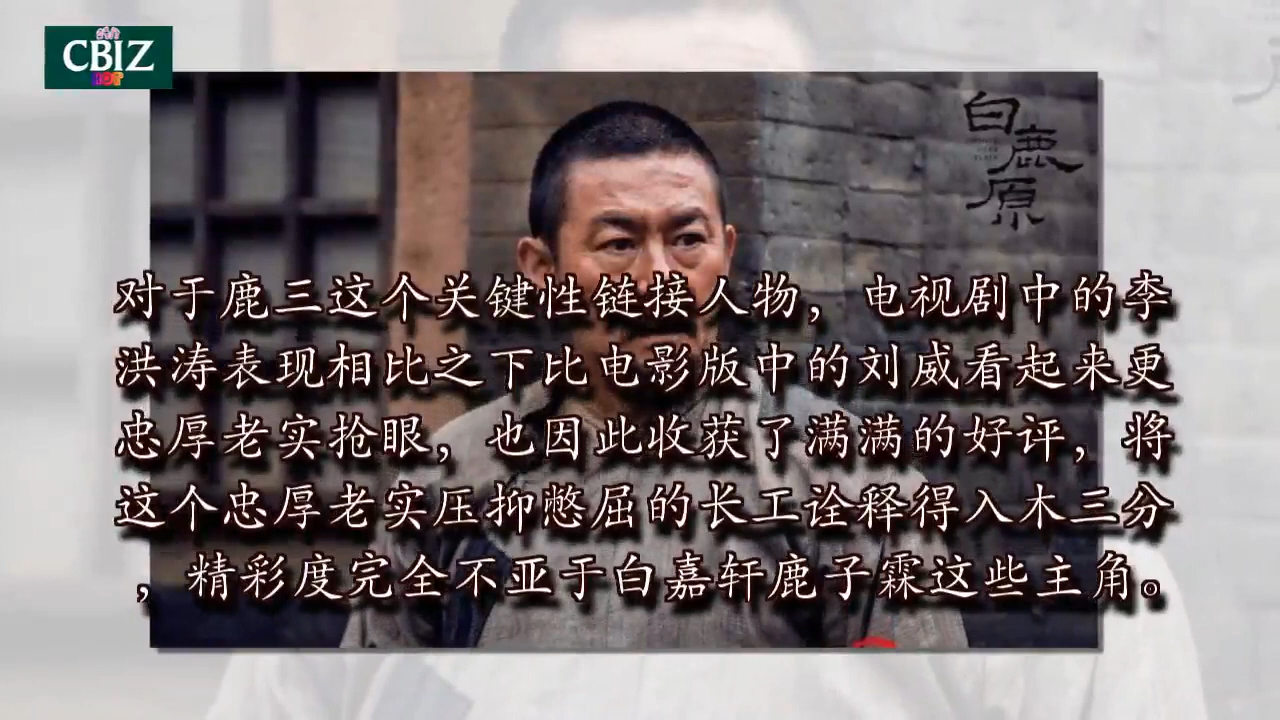 CBIZ
HOT
白
鹿
原
对于鹿三这个关键性链接人物，电视剧中的李
洪涛表现相比之下比电影版中的刘威看起来更
忠厚老实抢眼，也因此收获了满满的好评，将
这个忠厚老实压抑憋屈的长工诠释得入木三分
，精彩度完全不亚于白嘉轩鹿子霖这些主角。